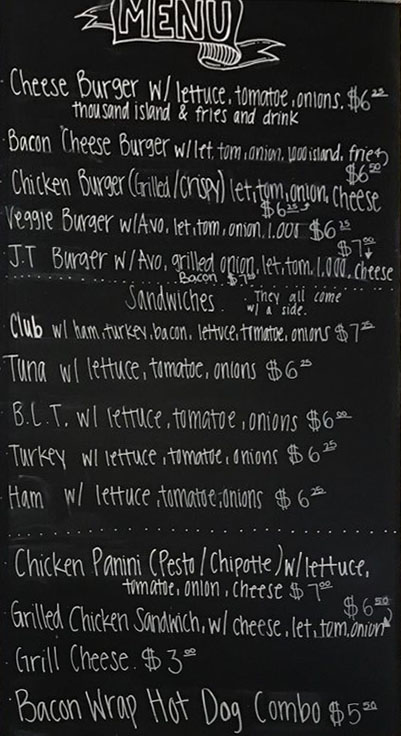 MENU
· Cheese Burger w/ lettuce, tomatoe, onions. $6.25
thousand island & fries and drink
· Bacon Cheese Burger w/let, tom, onion, 1,000 island, fries
$6.50
· Chicken Burger (Grilled/Crispy) let, tom, onion, cheese
$6.25
· Veggie Burger w/Avo, let, tom, onion, 1,000 $6.25
$7.00
· J.T Burger w/Avo, grilled onion, let, tom, 1,000, cheese
Bacon
Sandwiches · They all come
w/ a side.
Club w/ ham, turkey, bacon, lettuce, tomatoe, onions
Tuna w/ lettuce, tomatoe, onions $6.25
· B.L.T. w/ lettuce, tomatoe, onions $6.00
· Turkey w/ lettuce, tomatoe, onions $6.25
· Ham w/ lettuce, tomatoe, onions $6.25
· Chicken Panini (Pesto/Chipotle) w/ lettuce,
tomatoe, onion, cheese $7.00
$6.50
· Grilled Chicken Sandwich, w/ cheese, let, tom, onion
· Grill Cheese. $3.00
· Bacon Wrap Hot Dog Combo $5.50